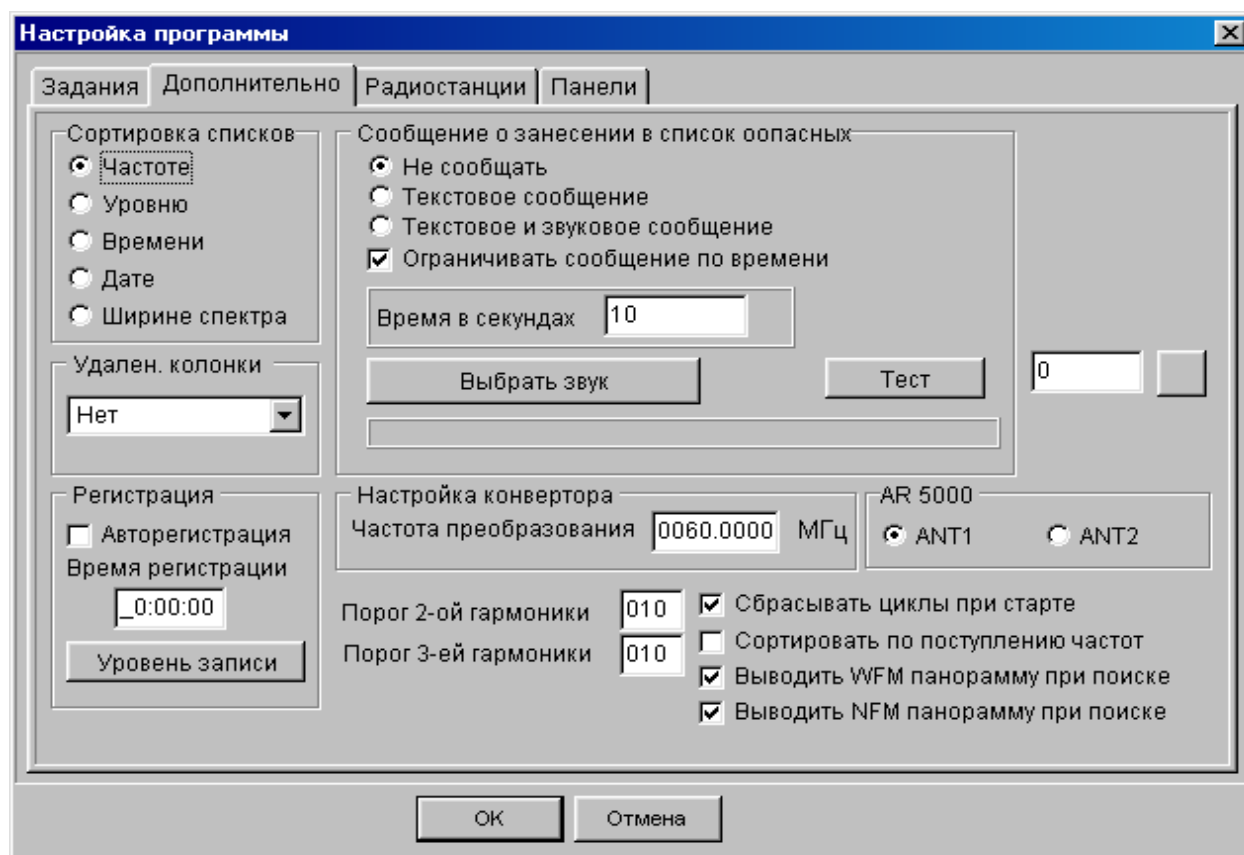 Настройка программы
Задания Дополнительно Радиостанции Панели
Сортировка списков
Частоте
Уровню
Времени
Дате
Ширине спектра
Сообщение о занесении в список оопасных
Не сообщать
Текстовое сообщение
Текстовое и звуковое сообщение
Ограничивать сообщение по времени
Время в секундах 10
Выбрать звук Тест
0
Удален. колонки
Нет
Регистрация
Авторегистрация
Время регистрации
_0:00:00
Уровень записи
Настройка конвертора
Частота преобразования 0060.0000 МГц
AR 5000
ANT1 ANT2
Порог 2-ой гармоники 010
Порог 3-ей гармоники 010
Сбрасывать циклы при старте
Сортировать по поступлению частот
Выводить WFM панорамму при поиске
Выводить NFM панорамму при поиске
OK Отмена